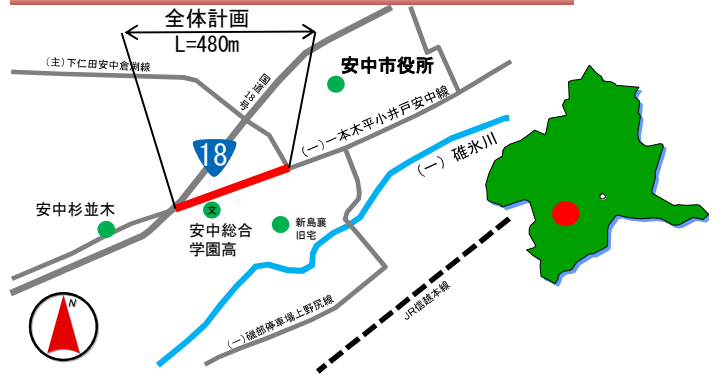 全体計画
L=480m
(主)下仁田安中倉渕線
国道18号
安中市役所
(一)一本木平小井戸安中線
18
(一)碓氷川
安中杉並木
文
安中総合
学園高
新島襄
旧宅
(一)磯部停車場上野尻線
JR信越本線
N